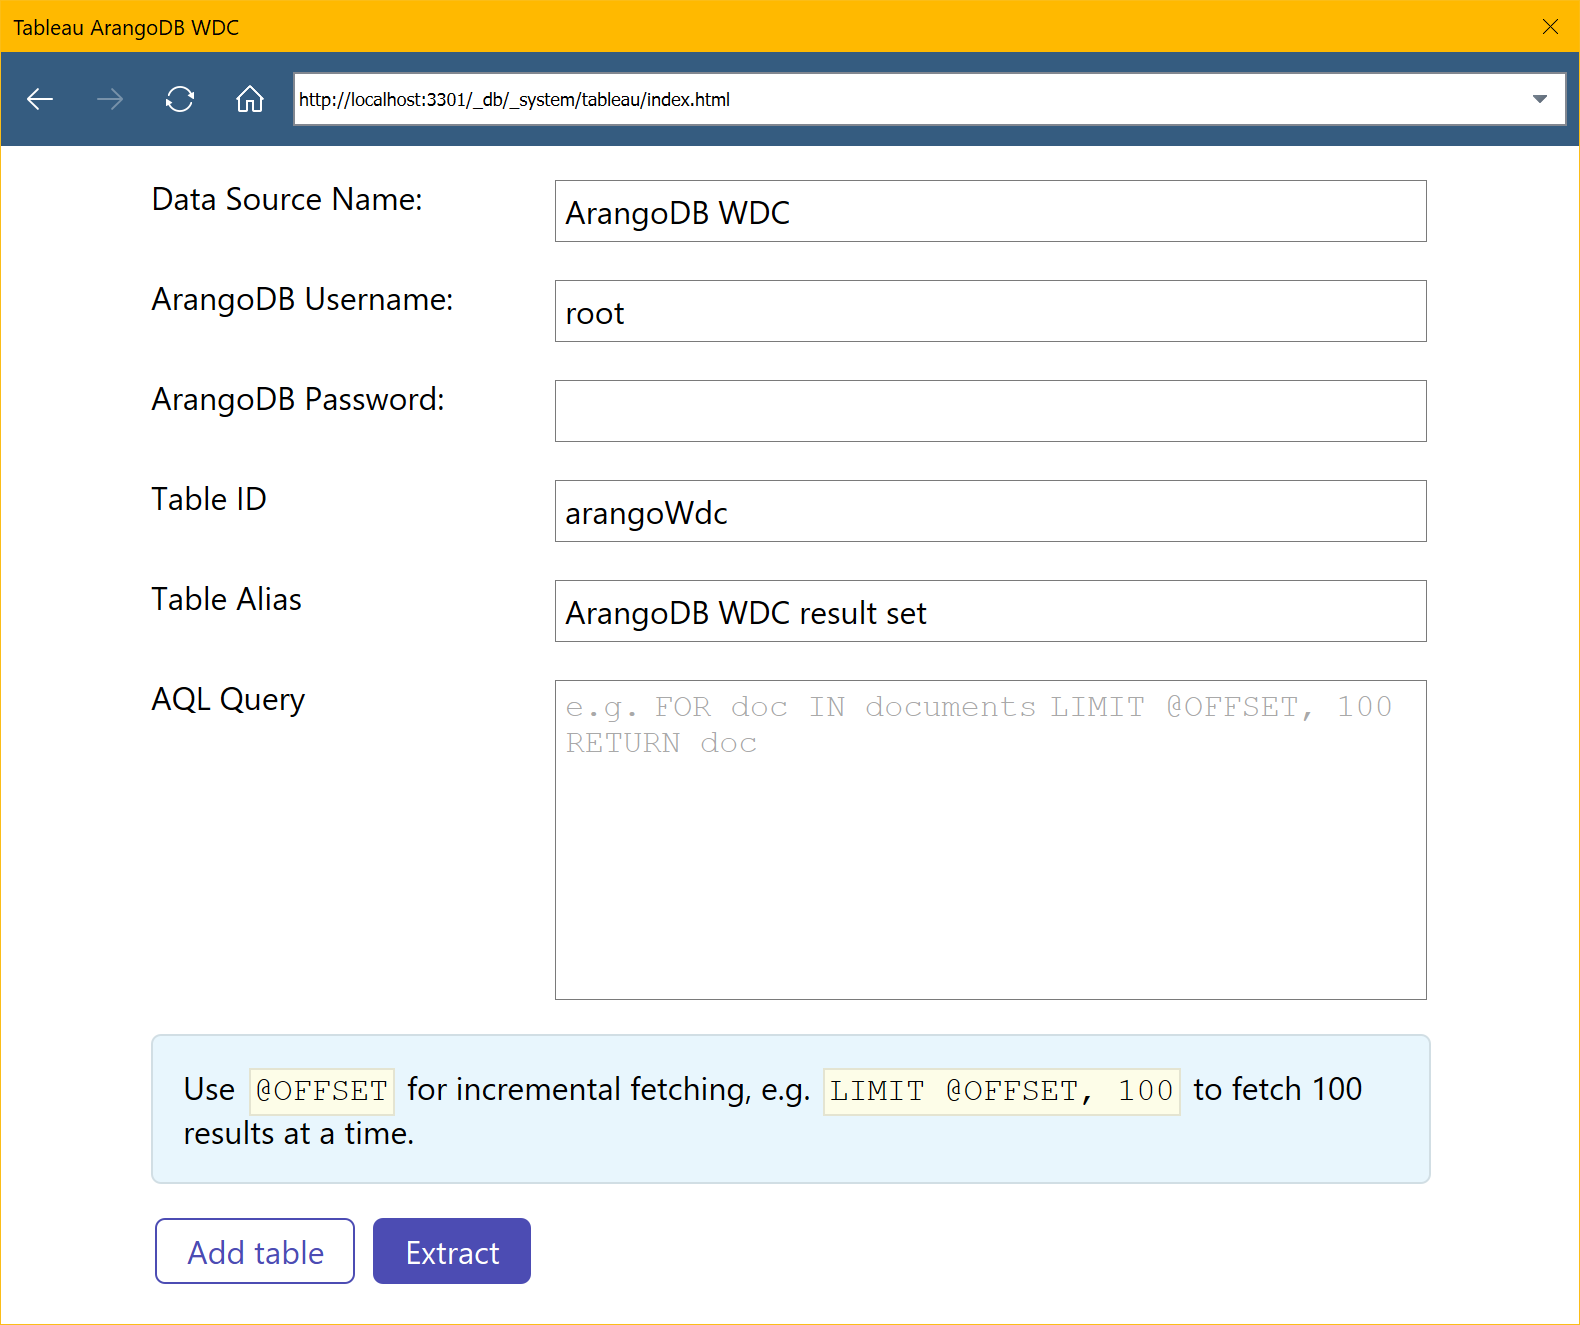 Tableau ArangoDB WDC
http://localhost:3301/_db/_system/tableau/index.html
Data Source Name:
ArangoDB WDC
ArangoDB Username:
root
ArangoDB Password:
Table ID
arangoWdc
Table Alias
ArangoDB WDC result set
AQL Query
e.g. FOR doc IN documents LIMIT @OFFSET, 100
RETURN doc
Use @OFFSET for incremental fetching, e.g. LIMIT @OFFSET, 100 to fetch 100
results at a time.
Add table
Extract